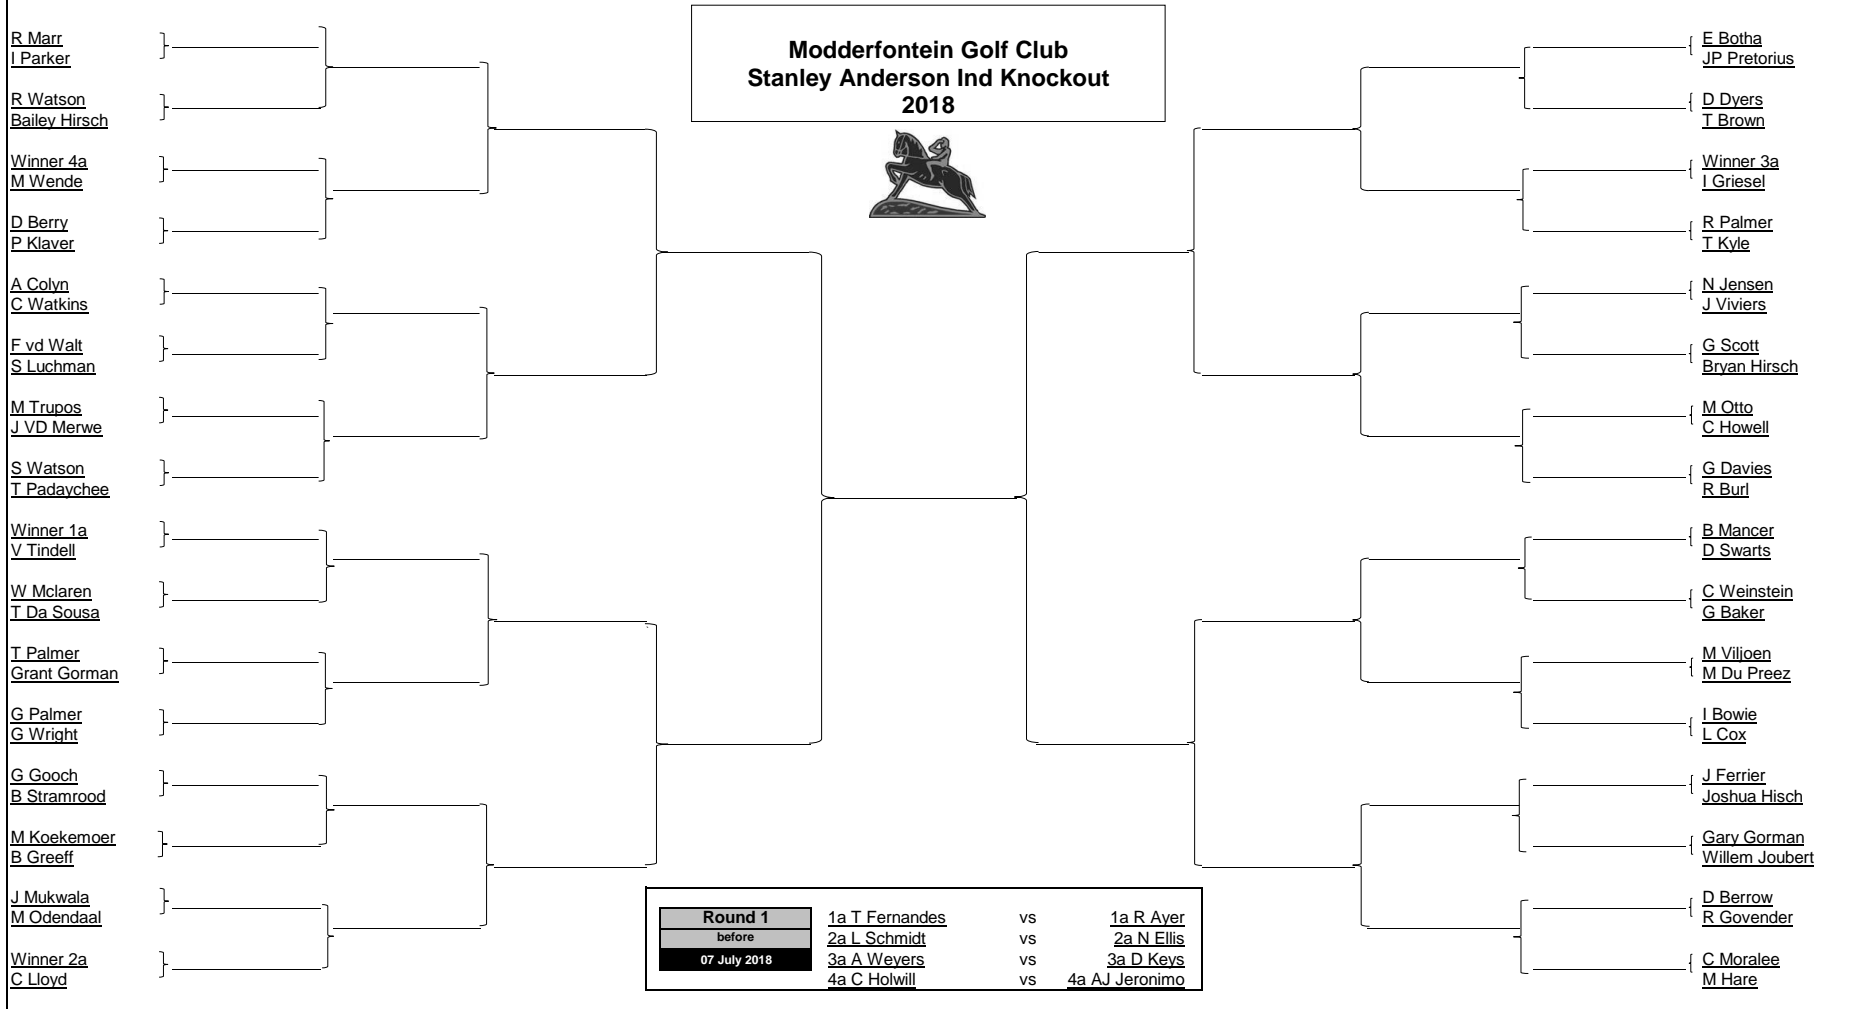 Modderfontein Golf Club
Stanley Anderson Ind Knockout
2018
R Marr
I Parker
R Watson
Bailey Hirsch
Winner 4a
M Wende
D Berry
P Klaver
A Colyn
C Watkins
F vd Walt
S Luchman
M Trupos
J VD Merwe
S Watson
T Padaychee
Winner 1a
V Tindell
W Mclaren
T Da Sousa
T Palmer
Grant Gorman
G Palmer
G Wright
G Gooch
B Stramrood
M Koekemoer
B Greeff
J Mukwala
M Odendaal
Winner 2a
C Lloyd
E Botha
JP Pretorius
D Dyers
T Brown
Winner 3a
I Griesel
R Palmer
T Kyle
N Jensen
J Viviers
G Scott
Bryan Hirsch
M Otto
C Howell
G Davies
R Burl
B Mancer
D Swarts
C Weinstein
G Baker
M Viljoen
M Du Preez
I Bowie
L Cox
J Ferrier
Joshua Hisch
Gary Gorman
Willem Joubert
D Berrow
R Govender
C Moralee
M Hare
Round 1
before
07 July 2018
1a T Fernandes vs 1a R Ayer
2a L Schmidt vs 2a N Ellis
3a A Weyers vs 3a D Keys
4a C Holwill vs 4a AJ Jeronimo